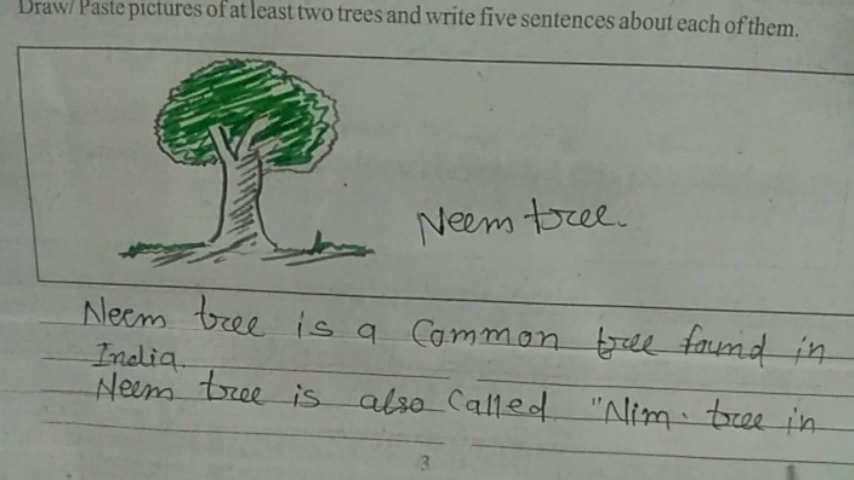 Draw/ Paste pictures of at least two trees and write five sentences about each of them.
Neem tree.
Neem tree is a Common tree found in
India.
Neem tree is also Called "Nim. tree in
3